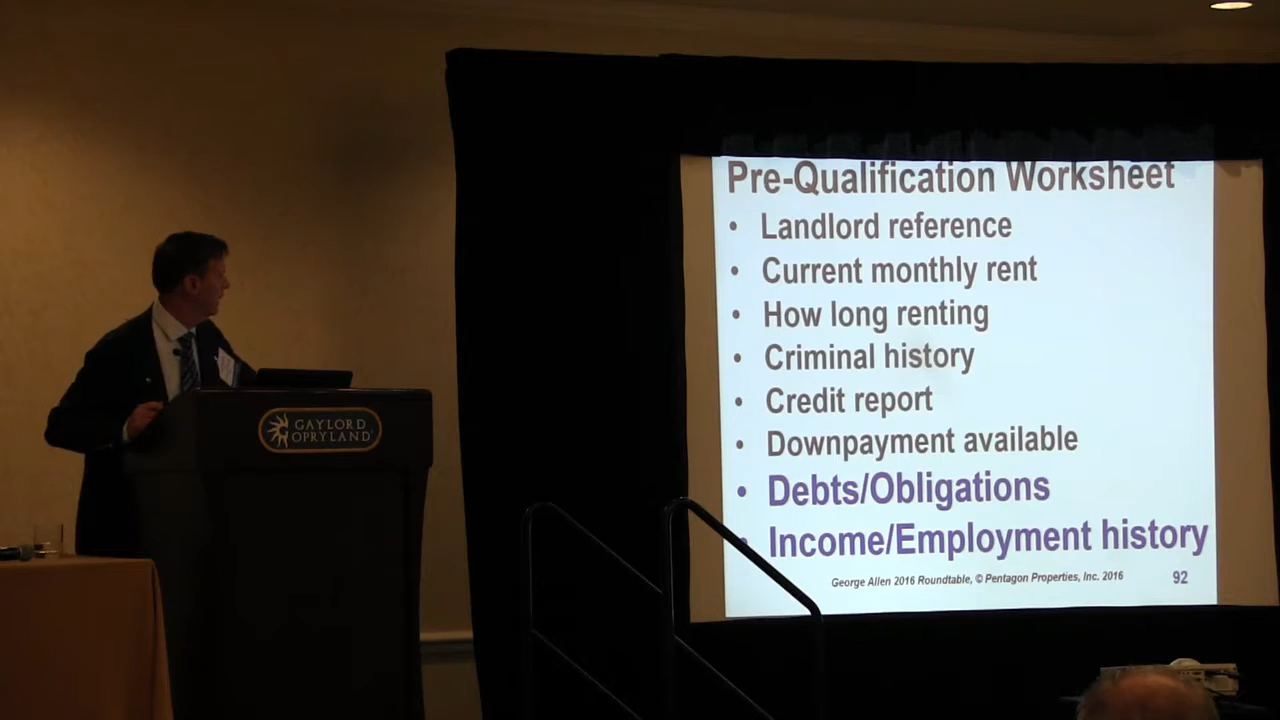 Pre-Qualification Worksheet
• Landlord reference
• Current monthly rent
• How long renting
• Criminal history
• Credit report
• Downpayment available
• Debts/Obligations
• Income/Employment history
George Allen 2016 Roundtable, © Pentagon Properties, Inc. 2016
92
GAYLORD
OPRYLAND